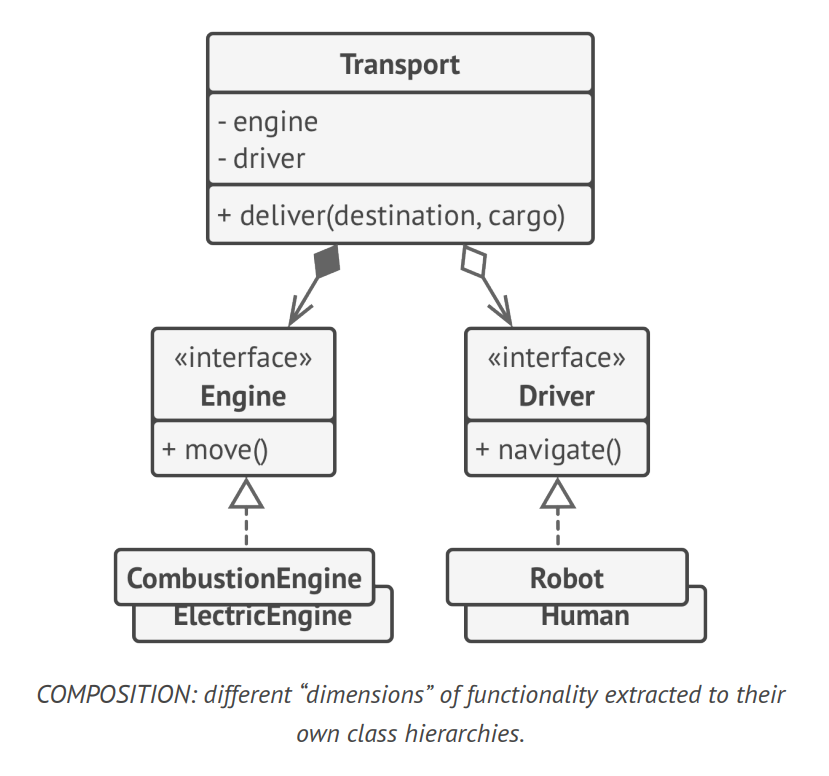 Transport
- engine
- driver
+ deliver(destination, cargo)
«interface»
Engine
+ move()
«interface»
Driver
+ navigate()
CombustionEngine
ElectricEngine
Robot
Human
COMPOSITION: different “dimensions” of functionality extracted to their
own class hierarchies.